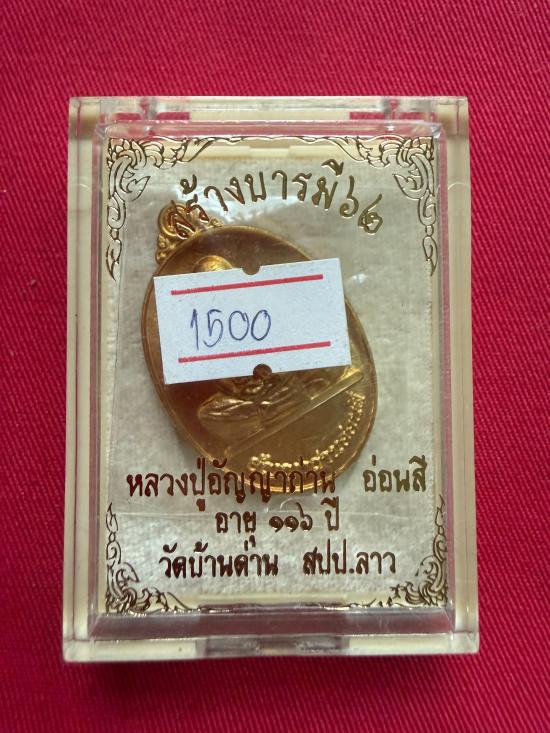 สร้างบารมี๖๒
1500
หลวงปู่อัญญาท่าน อ่อนสี
อายุ ๑๑๖ ปี
วัดบ้านด่าน สปป.ลาว